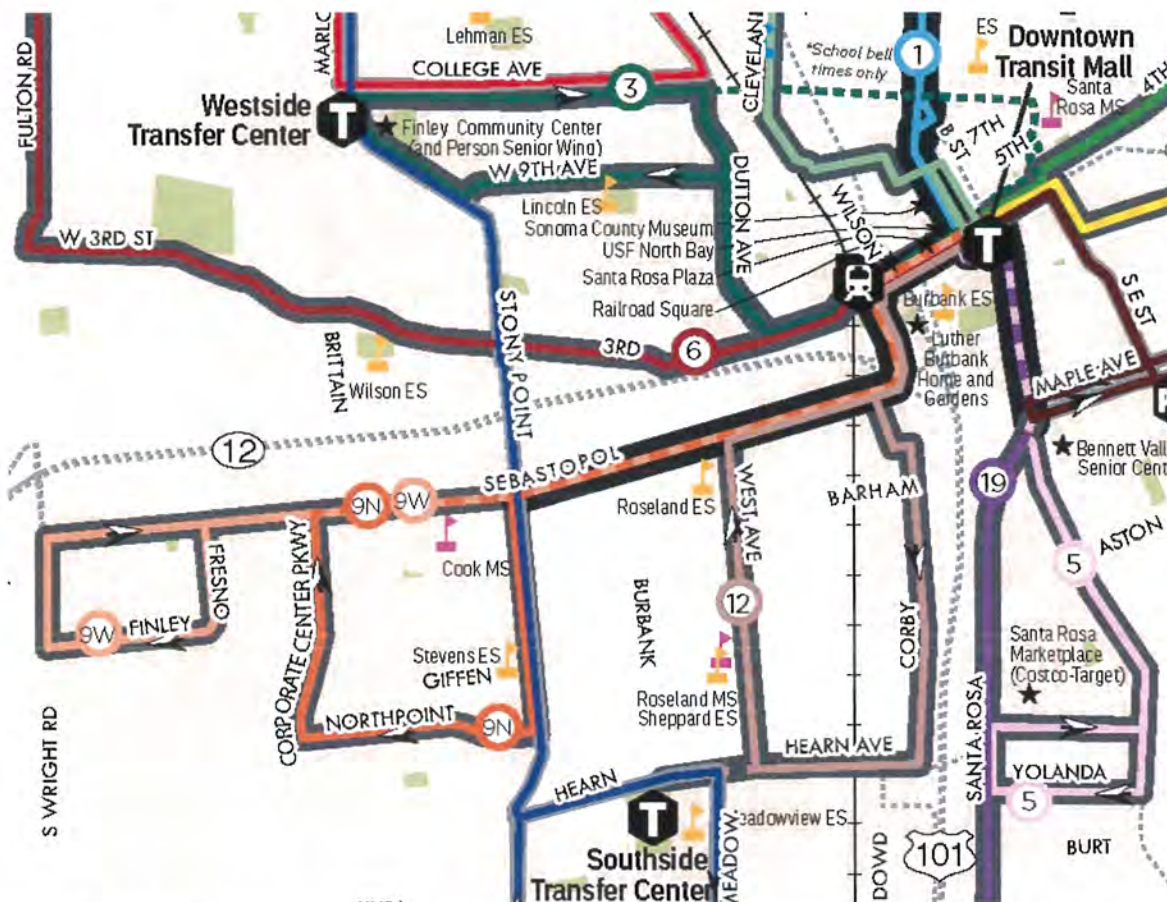 FULTON RD
MARLO
Lehman ES
CLEVELAN
*School bell
times only
1
ES
Downtown
Transit Mall
COLLEGE AVE
3
Santa
Rosa MS
4TH
Westside
Transfer Center
T
Finley Community Center
(and Person Senior Wing)
B ST
7TH
5TH
W 9TH AVE
DUTTON AVE
Lincoln ES
Sonoma County Museum
WILSON
USF North Bay
W 3RD ST
Santa Rosa Plaza
T
Railroad Square
Burbank ES
S E ST
STONY POINT
BRITTAIN
3RD
6
Luther
Burbank
Home and
Gardens
Wilson ES
MAPLE AVE
12
SEBASTOPOL
Bennett Vall
Senior Cent
9N
9W
Roseland ES
WEST AVE
BARHAM
19
ASTON
Cook MS
FRESNO
CORPORATE CENTER PKWY
5
9W
FINLEY
BURBANK
12
CORBY
Stevens ES
GIFFEN
Santa Rosa
Marketplace
(Costco-Target)
Roseland MS
Sheppard ES
S WRIGHT RD
NORTHPOINT
9N
HEARN AVE
SANTA ROSA
HEARN
YOLANDA
5
T
eadowview ES
MEADOW
DOWD
101
BURT
Southside
Transfer Center